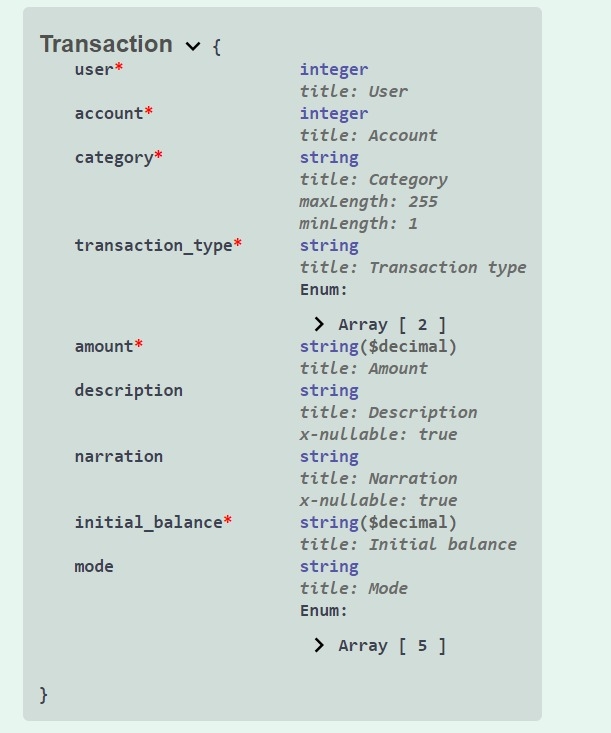 Transaction {
user* integer
title: User
account* integer
title: Account
category* string
title: Category
maxLength: 255
minLength: 1
transaction_type* string
title: Transaction type
Enum:
Array [ 2 ]
amount* string($decimal)
title: Amount
description string
title: Description
x-nullable: true
narration string
title: Narration
x-nullable: true
initial_balance* string($decimal)
title: Initial balance
mode string
title: Mode
Enum:
Array [ 5 ]
}